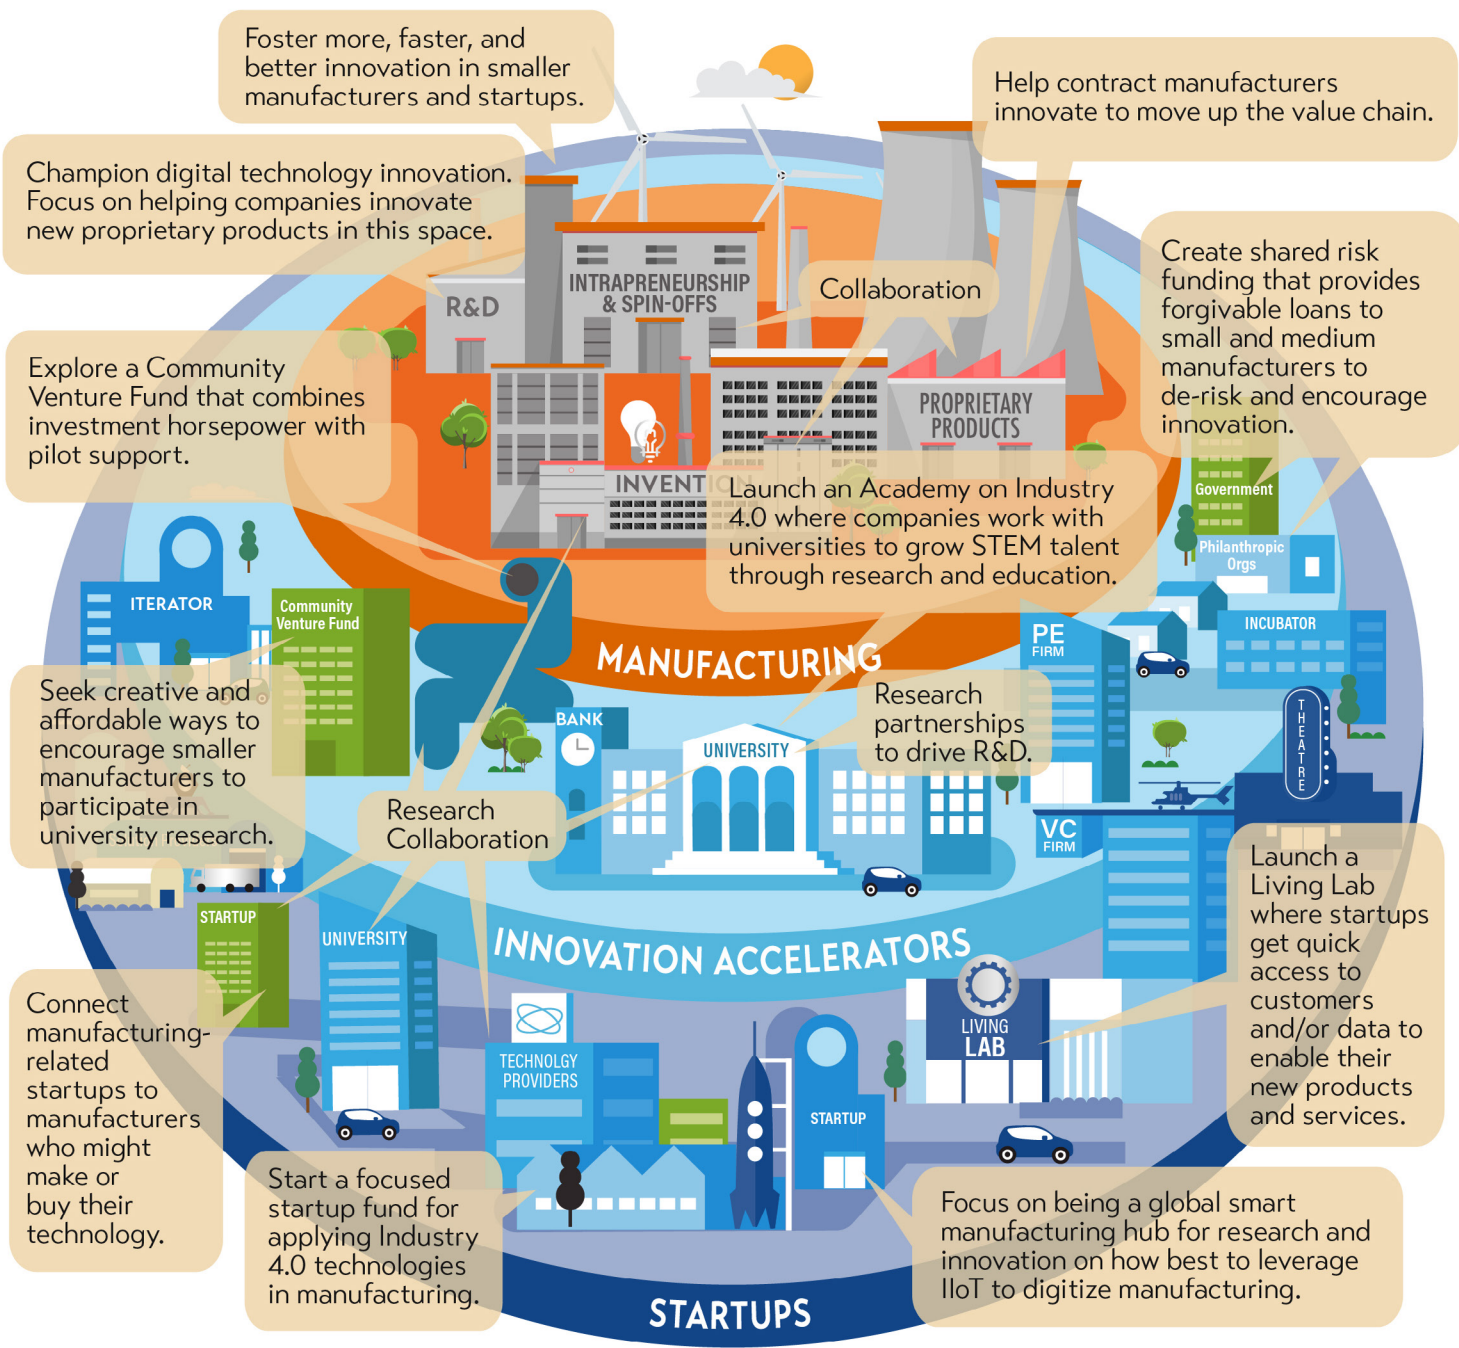 Foster more, faster, and
better innovation in smaller
manufacturers and startups.
Help contract manufacturers
innovate to move up the value chain.
Champion digital technology innovation.
Focus on helping companies innovate
new proprietary products in this space.
Create shared risk
funding that provides
forgivable loans to
small and medium
manufacturers to
de-risk and encourage
innovation.
Collaboration
INTRAPRENEURSHIP
& SPIN-OFFS
R&D
Explore a Community
Venture Fund that combines
investment horsepower with
pilot support.
PROPRIETARY
PRODUCTS
INVENTION
Launch an Academy on Industry
4.0 where companies work with
universities to grow STEM talent
through research and education.
Government
Philanthropic
Orgs
ITERATOR
Community
Venture Fund
PE
FIRM
INCUBATOR
MANUFACTURING
Seek creative and
affordable ways to
encourage smaller
manufacturers to
participate in
university research.
Research
partnerships
to drive R&D.
BANK
UNIVERSITY
THEATRE
Research
Collaboration
VC
FIRM
Launch a
Living Lab
where startups
get quick
access to
customers
and/or data to
enable their
new products
and services.
STARTUP
UNIVERSITY
INNOVATION ACCELERATORS
Connect
manufacturing-
related
startups to
manufacturers
who might
make or
buy their
technology.
LIVING
LAB
TECHNOLGY
PROVIDERS
STARTUP
Start a focused
startup fund for
applying Industry
4.0 technologies
in manufacturing.
Focus on being a global smart
manufacturing hub for research and
innovation on how best to leverage
IIoT to digitize manufacturing.
STARTUPS